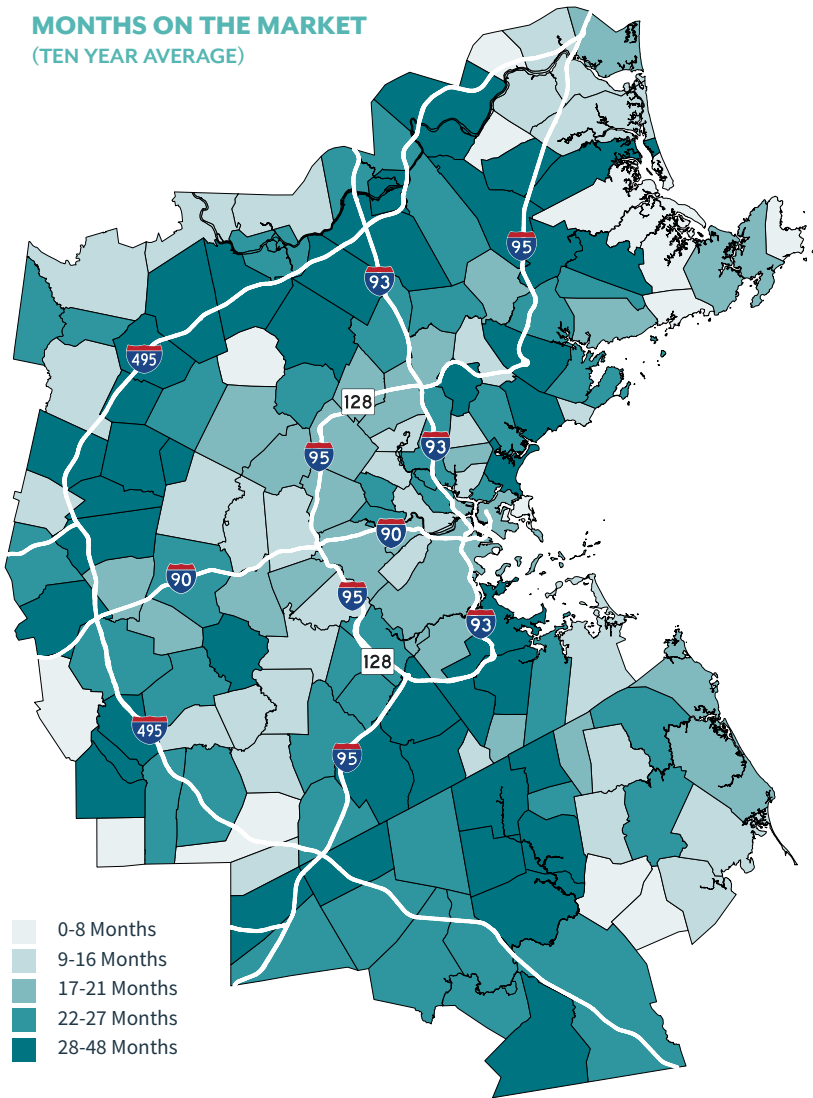 MONTHS ON THE MARKET
(TEN YEAR AVERAGE)
95
93
495
128
95
93
90
90
95
93
128
495
95
0-8 Months
9-16 Months
17-21 Months
22-27 Months
28-48 Months